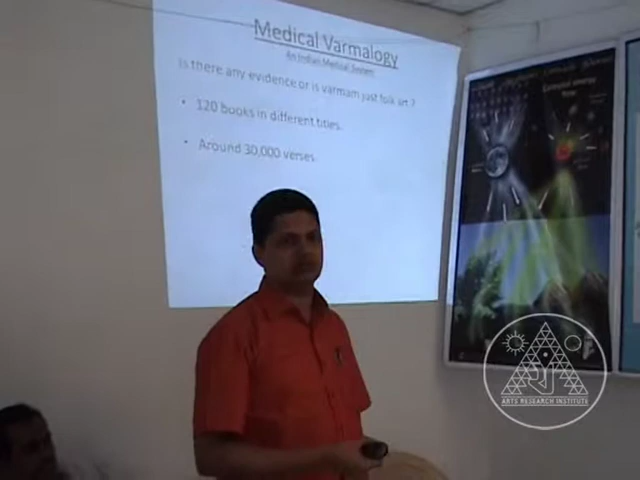 Medical Varmalogy
An Indian Medical System
Is there any evidence or is varmam just folk art ?
• 120 books in different titles.
• Around 30,000 verses
ARTS RESEARCH INSTITUTE